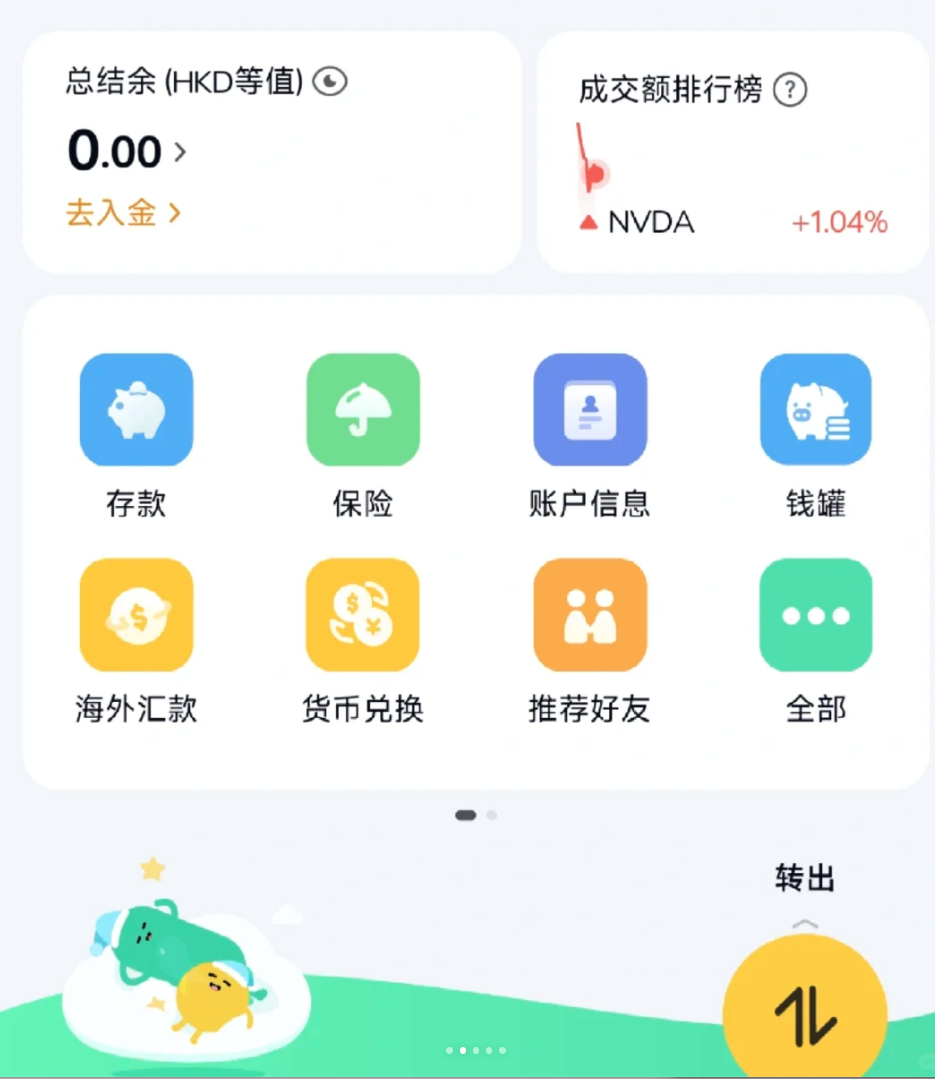 总结余 (HKD等值)
0.00
去入金
成交额排行榜 ?
NVDA +1.04%
存款 保险 账户信息 钱罐
海外汇款 货币兑换 推荐好友 全部
转出